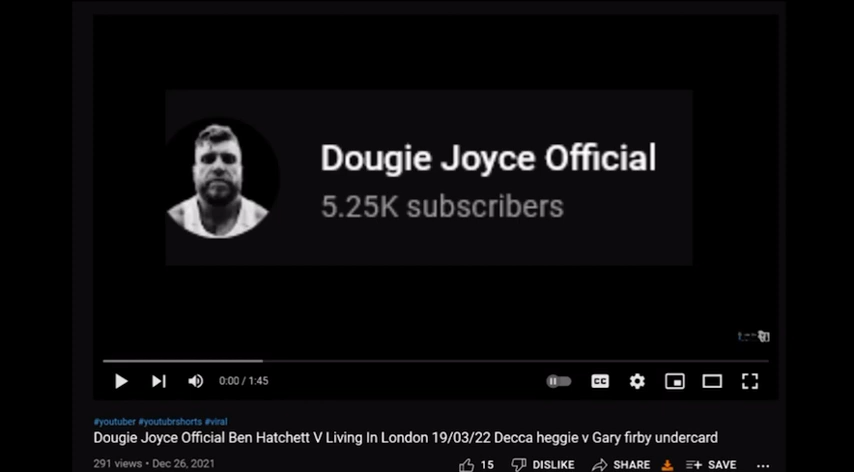 Dougie Joyce Official
5.25K subscribers
0:00 / 1:45
CC
#youtuber #youtubrshorts #viral
Dougie Joyce Official Ben Hatchett V Living In London 19/03/22 Decca heggie v Gary firby undercard
291 views • Dec 26, 2021
15 DISLIKE SHARE SAVE